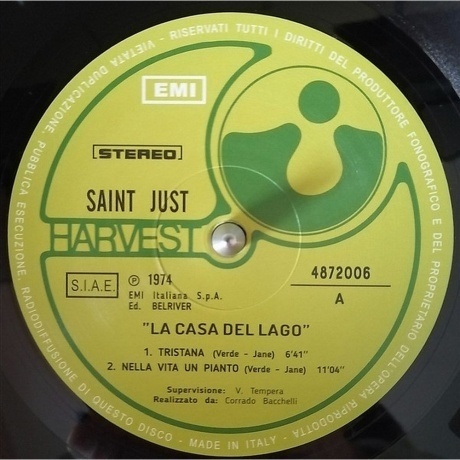 VIETATA DUPLICAZIONE PUBBLICA ESECUZIONE, RADIODIFFUSIONE DI QUESTO DISCO - MADE IN ITALY - RISERVATI TUTTI I DIRITTI DEL PRODUTTORE FONOGRAFICO E DEL PROPRIETARIO DELL'OPERA RIPRODOTTA
EMI
STEREO
SAINT JUST
HARVEST
S.I.A.E.
℗ 1974
EMI Italiana S.p.A.
Ed. BELRIVER
4872006
A
"LA CASA DEL LAGO"
1. TRISTANA (Verde - Jane) 6'41"
2. NELLA VITA UN PIANTO (Verde - Jane) 11'04"
Supervisione: V. Tempera
Realizzato da: Corrado Bacchelli